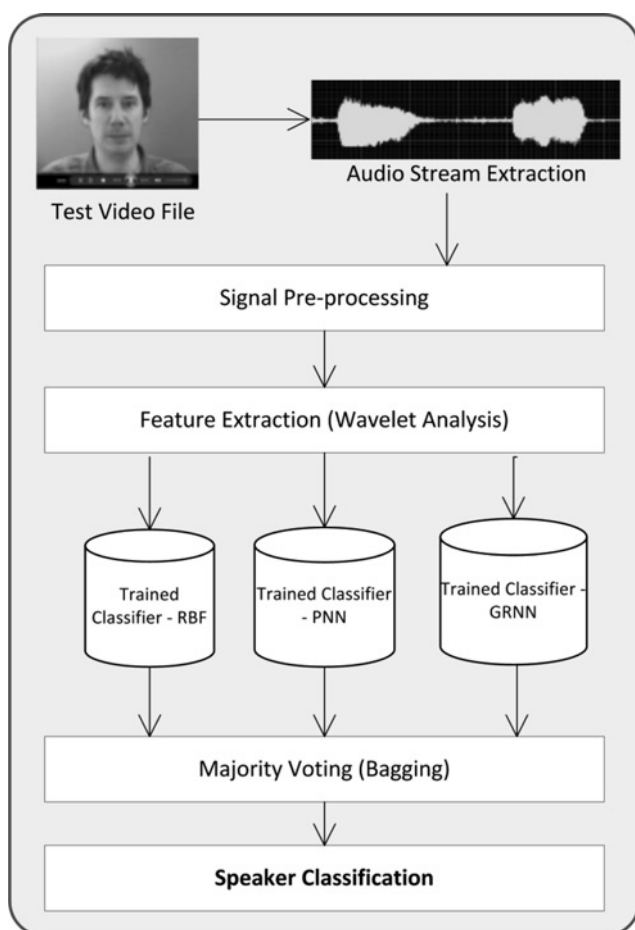 Test Video File
Audio Stream Extraction
Signal Pre-processing
Feature Extraction (Wavelet Analysis)
Trained
Classifier - RBF
Trained Classifier
- PNN
Trained Classifier -
GRNN
Majority Voting (Bagging)
Speaker Classification